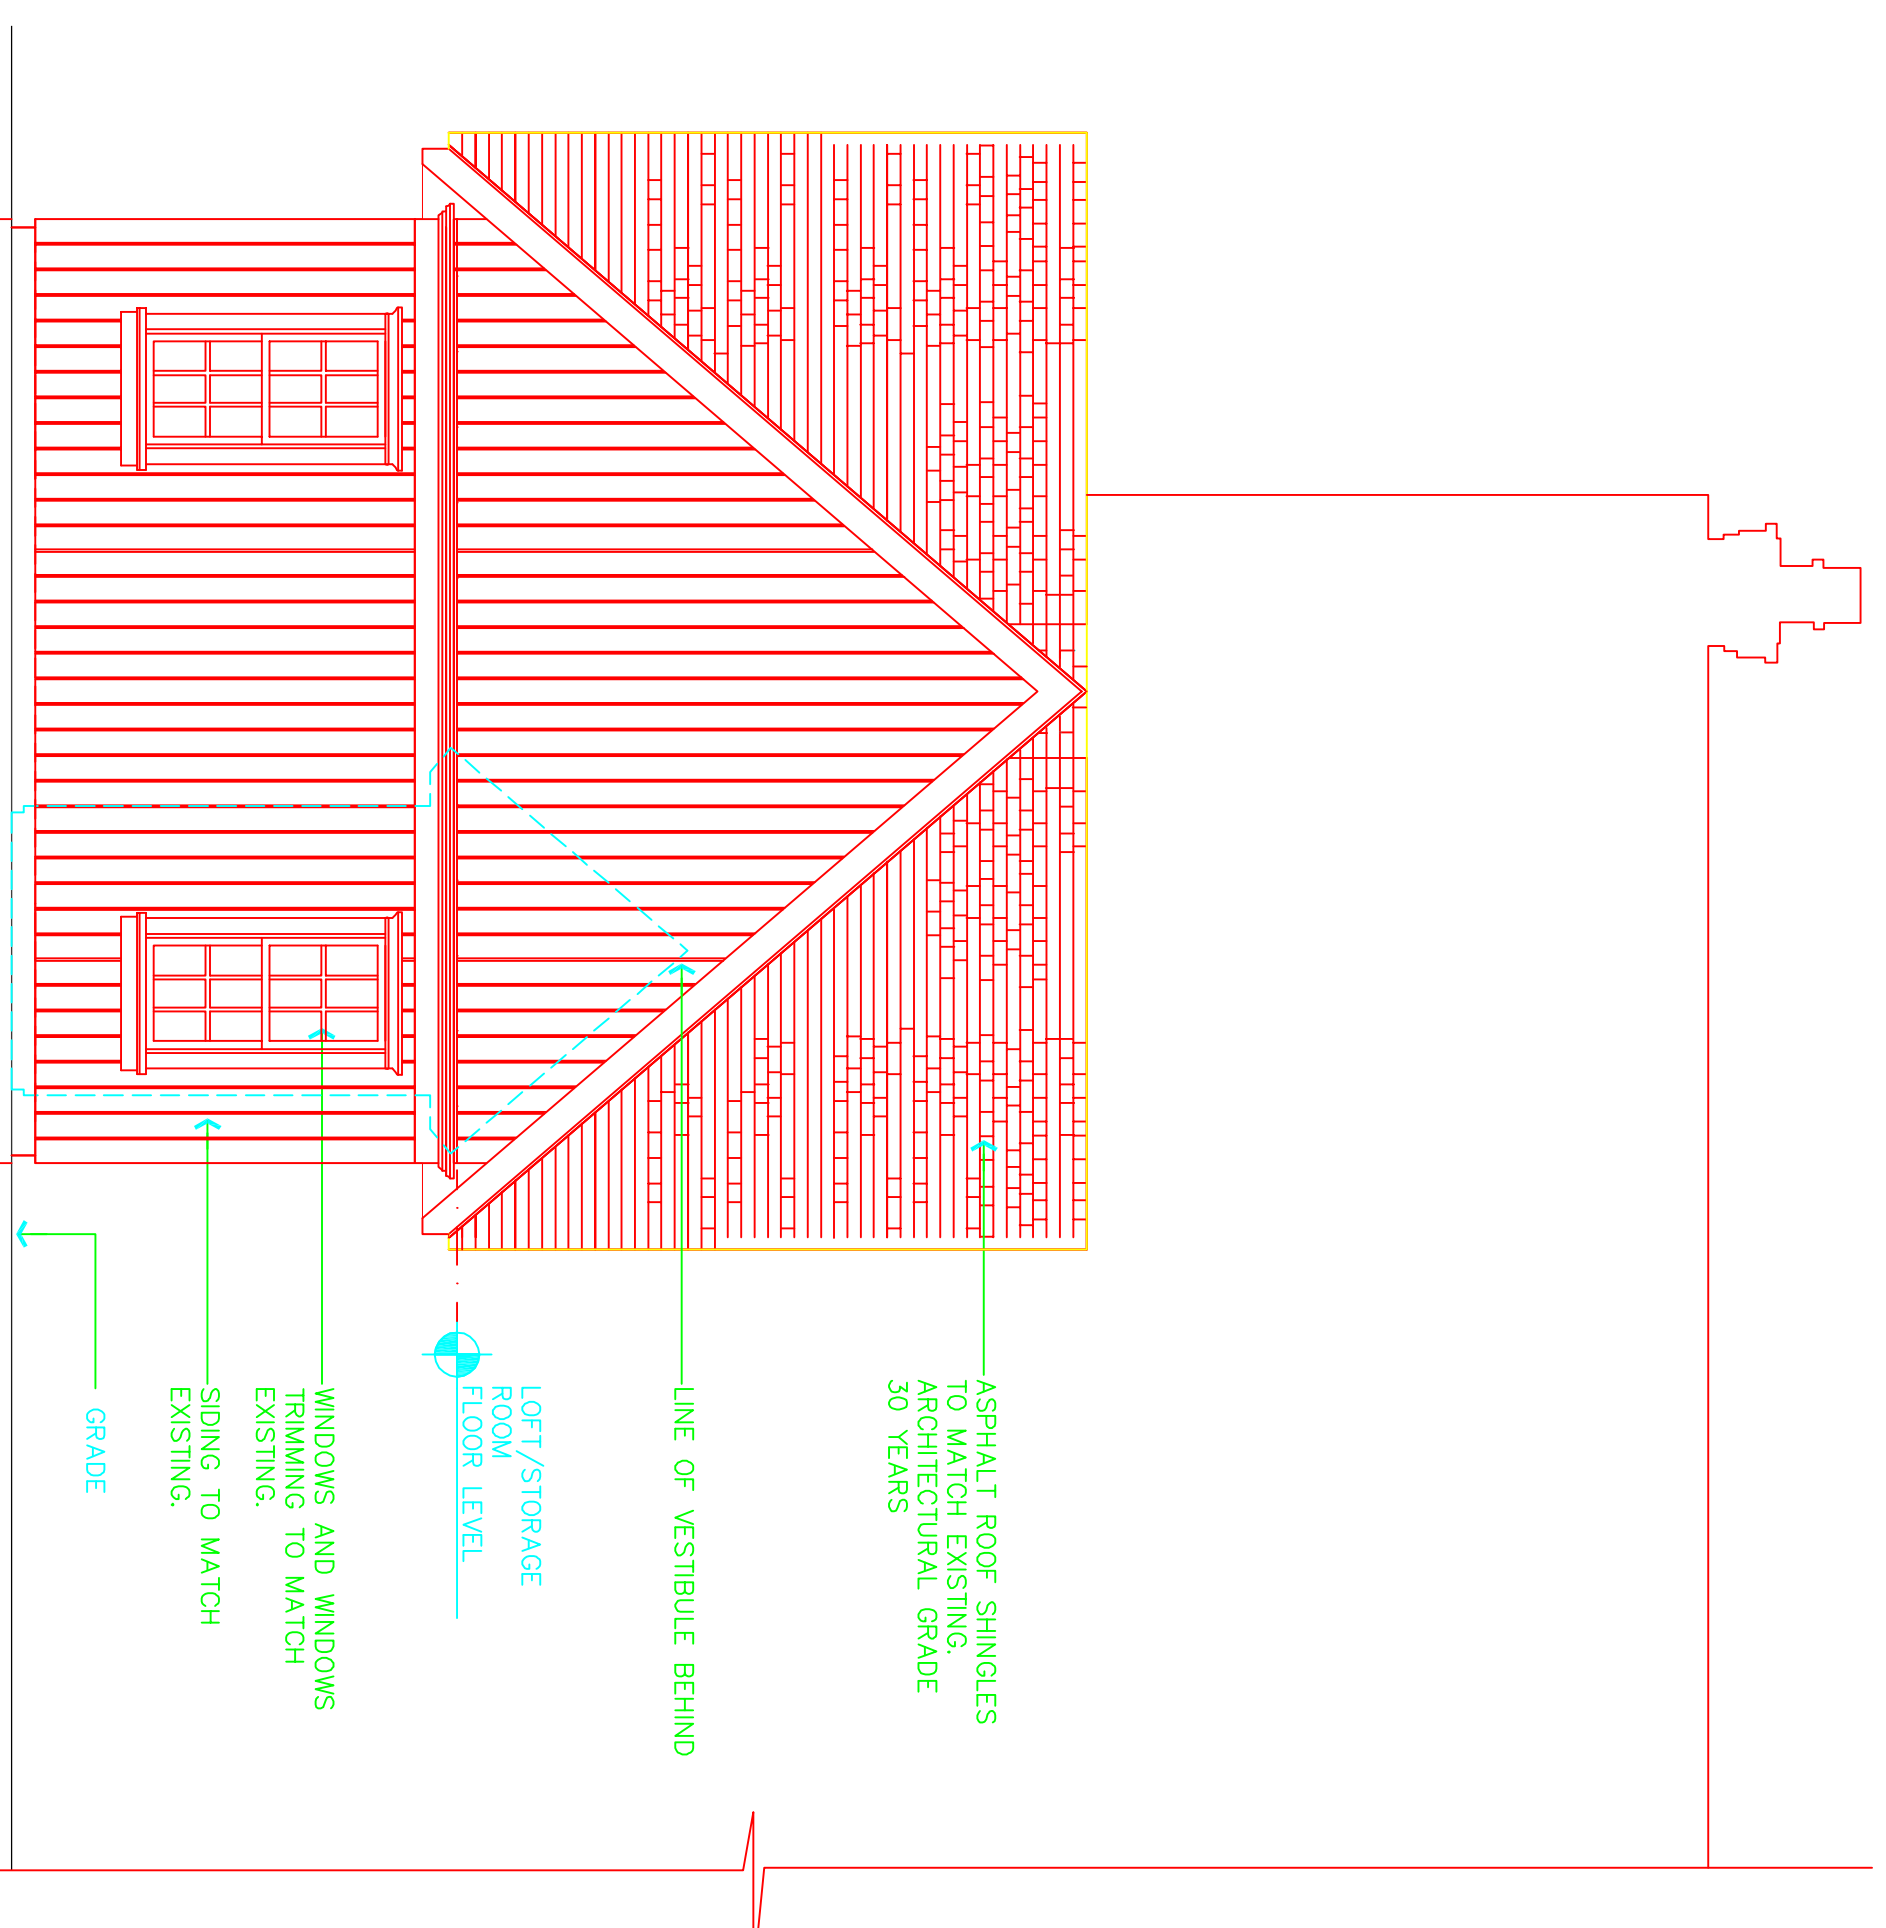 ASPHALT ROOF SHINGLES
TO MATCH EXISTING.
ARCHITECTURAL GRADE
30 YEARS
LINE OF VESTIBULE BEHIND
LOFT/STORAGE
ROOM
FLOOR LEVEL
WINDOWS AND WINDOWS
TRIMMING TO MATCH
EXISTING.
SIDING TO MATCH
EXISTING.
GRADE